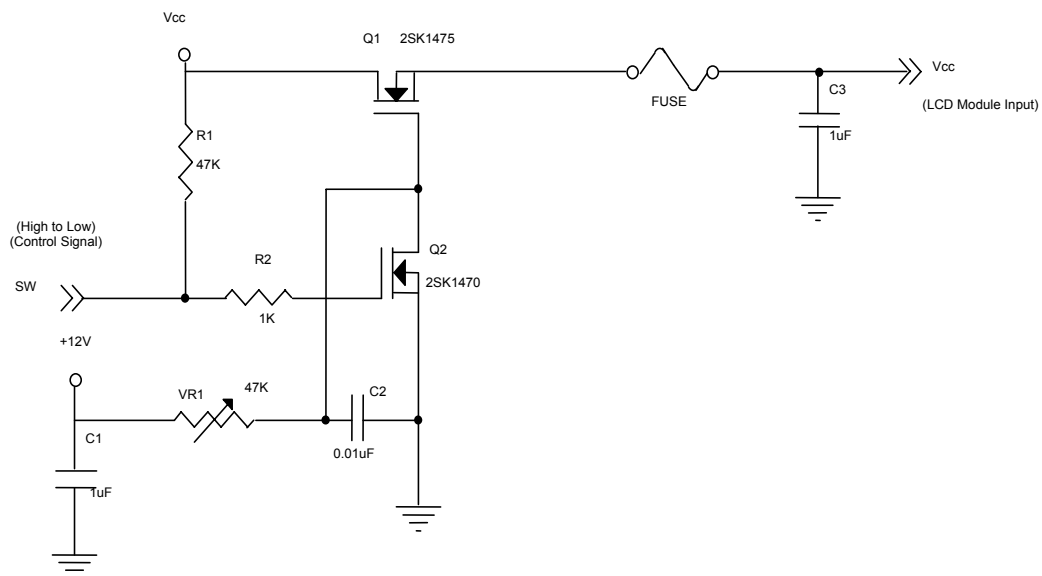 Vcc
Q1 2SK1475
Vcc
FUSE
C3
(LCD Module Input)
R1
1uF
47K
(High to Low)
(Control Signal)
Q2
R2
SW
2SK1470
1K
+12V
VR1
47K
C2
C1
0.01uF
1uF